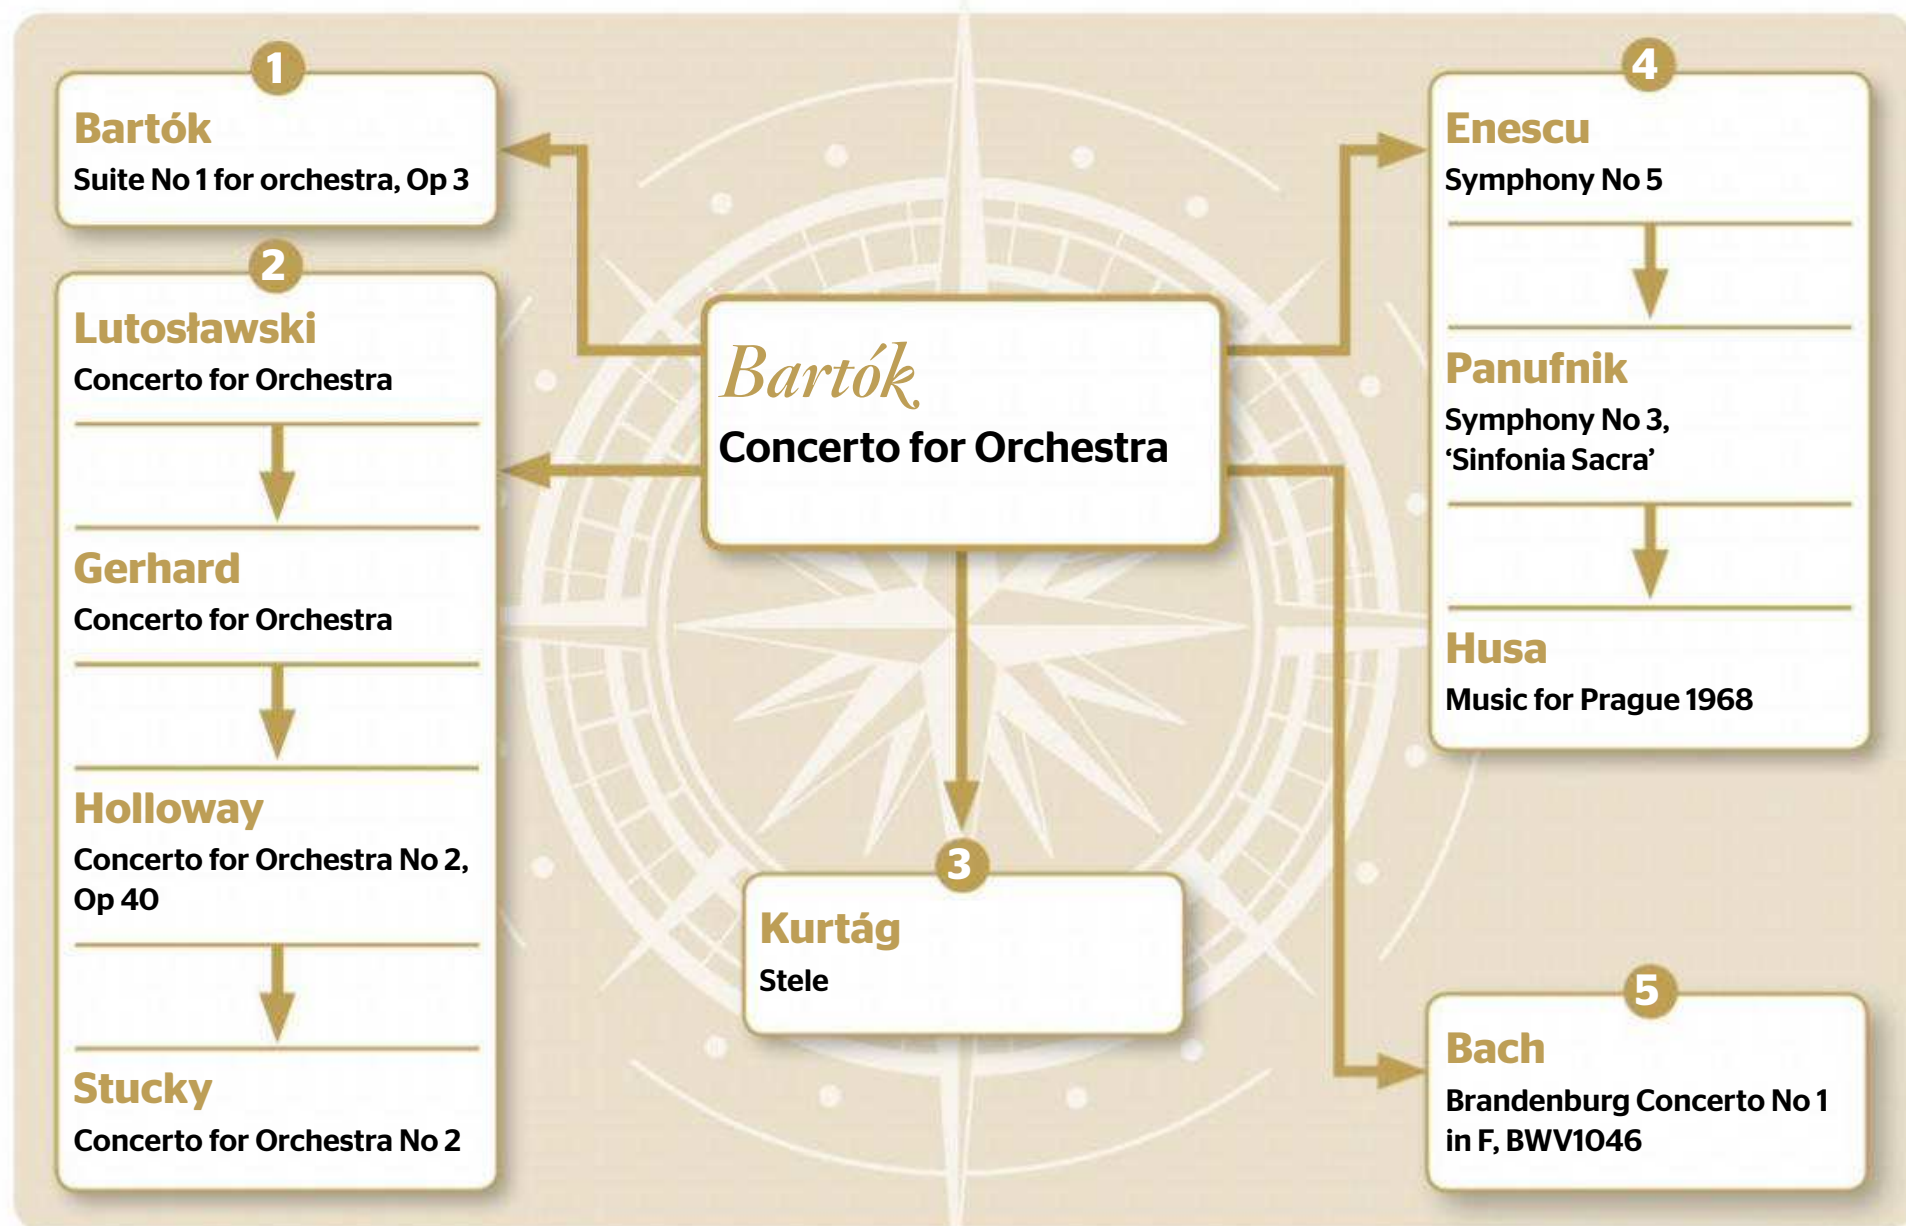 1
Bartók
Suite No 1 for orchestra, Op 3
2
Lutosławski
Concerto for Orchestra
Gerhard
Concerto for Orchestra
Holloway
Concerto for Orchestra No 2,
Op 40
Stucky
Concerto for Orchestra No 2
Bartók
Concerto for Orchestra
3
Kurtág
Stele
4
Enescu
Symphony No 5
Panufnik
Symphony No 3,
‘Sinfonia Sacra’
Husa
Music for Prague 1968
5
Bach
Brandenburg Concerto No 1
in F, BWV1046